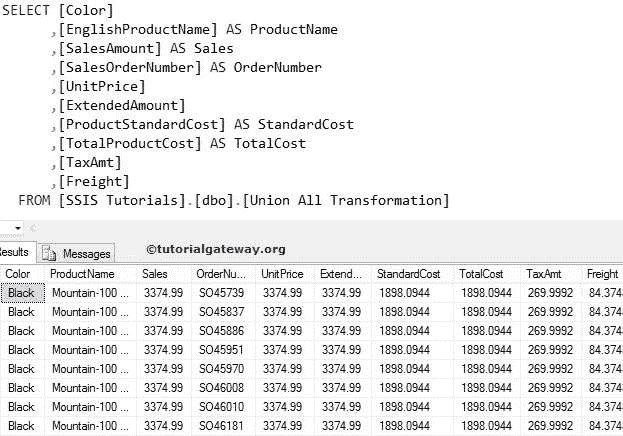 SELECT [Color]
,[EnglishProductName] AS ProductName
,[SalesAmount] AS Sales
,[SalesOrderNumber] AS OrderNumber
,[UnitPrice]
,[ExtendedAmount]
,[ProductStandardCost] AS StandardCost
,[TotalProductCost] AS TotalCost
,[TaxAmt]
,[Freight]
FROM [SSIS Tutorials].[dbo].[Union All Transformation]
Results Messages ©tutorialgateway.org
Color ProductName Sales OrderNu... UnitPrice Extend... StandardCost TotalCost TaxAmt Freight
Black Mountain-100 ... 3374.99 SO45739 3374.99 3374.99 1898.0944 1898.0944 269.9992 84.3748
Black Mountain-100 ... 3374.99 SO45837 3374.99 3374.99 1898.0944 1898.0944 269.9992 84.3748
Black Mountain-100 ... 3374.99 SO45886 3374.99 3374.99 1898.0944 1898.0944 269.9992 84.3748
Black Mountain-100 ... 3374.99 SO45951 3374.99 3374.99 1898.0944 1898.0944 269.9992 84.3748
Black Mountain-100 ... 3374.99 SO45970 3374.99 3374.99 1898.0944 1898.0944 269.9992 84.3748
Black Mountain-100 ... 3374.99 SO46008 3374.99 3374.99 1898.0944 1898.0944 269.9992 84.3748
Black Mountain-100 ... 3374.99 SO46010 3374.99 3374.99 1898.0944 1898.0944 269.9992 84.3748
Black Mountain-100 ... 3374.99 SO46181 3374.99 3374.99 1898.0944 1898.0944 269.9992 84.3748